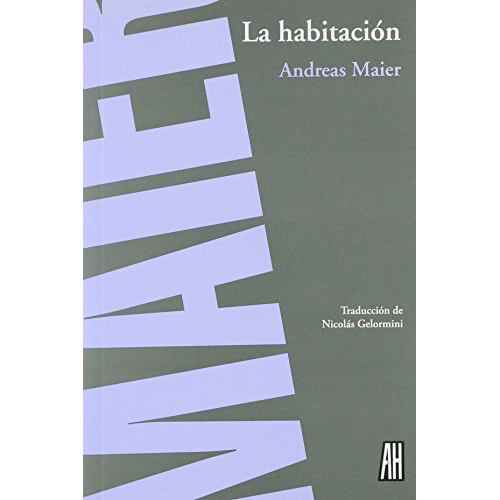 La habitación
Andreas Maier
MAIER
Traducción de
Nicolás Gelormini
AH